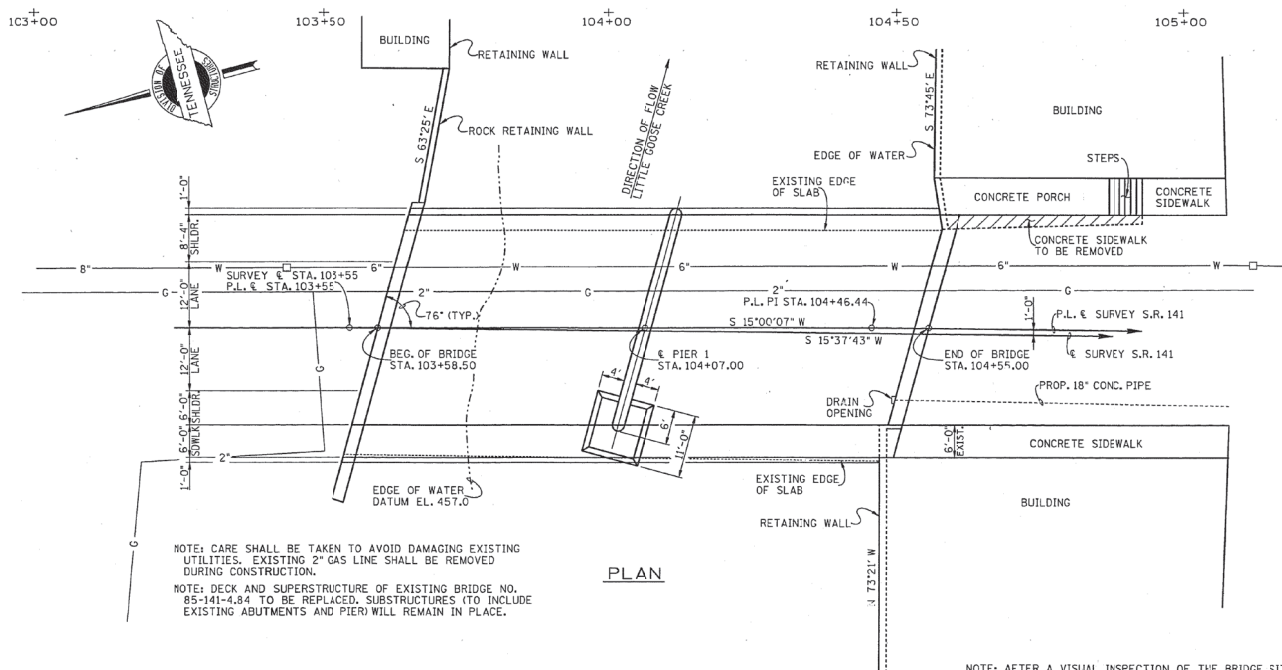 103+00
103+50
104+00
104+50
105+00
DIVISION OF
TENNESSEE
STRUCTURES
BUILDING
RETAINING WALL
ROCK RETAINING WALL
S 63°25' E
DIRECTION OF FLOW
LITTLE GOOSE CREEK
RETAINING WALL
S 73°45' E
BUILDING
EDGE OF WATER
STEPS
EXISTING EDGE
OF SLAB
CONCRETE PORCH
CONCRETE
SIDEWALK
CONCRETE SIDEWALK
TO BE REMOVED
1'-0"
8'-4"
SHLDR.
12'-0"
LANE
12'-0"
LANE
6'-0"
SHLDR.
6'-0"
SDWLK
1'-0"
8"
W
6"
W
6"
W
6"
W
SURVEY ℄ STA. 103+55
P.L. ℄ STA. 103+55
G
2"
G
2"
G
76° (TYP.)
P.L. PI STA. 104+46.44
1'-0"
S 15°00'07" W
P.L. ℄ SURVEY S.R. 141
S 15°37'43" W
℄ SURVEY S.R. 141
BEG. OF BRIDGE
STA. 103+58.50
℄ PIER 1
STA. 104+07.00
END OF BRIDGE
STA. 104+55.00
G
4'
4'
6'
11'-0"
DRAIN
OPENING
PROP. 18" CONC. PIPE
6'-0"
EXIST.
CONCRETE SIDEWALK
2"
EDGE OF WATER
DATUM EL. 457.0
EXISTING EDGE
OF SLAB
RETAINING WALL
BUILDING
G
N 73°21' W
NOTE: CARE SHALL BE TAKEN TO AVOID DAMAGING EXISTING
UTILITIES. EXISTING 2" GAS LINE SHALL BE REMOVED
DURING CONSTRUCTION.
PLAN
NOTE: DECK AND SUPERSTRUCTURE OF EXISTING BRIDGE NO.
85-141-4.84 TO BE REPLACED. SUBSTRUCTURES (TO INCLUDE
EXISTING ABUTMENTS AND PIER) WILL REMAIN IN PLACE.
NOTE: AFTER A VISUAL INSPECTION OF THE BRIDGE